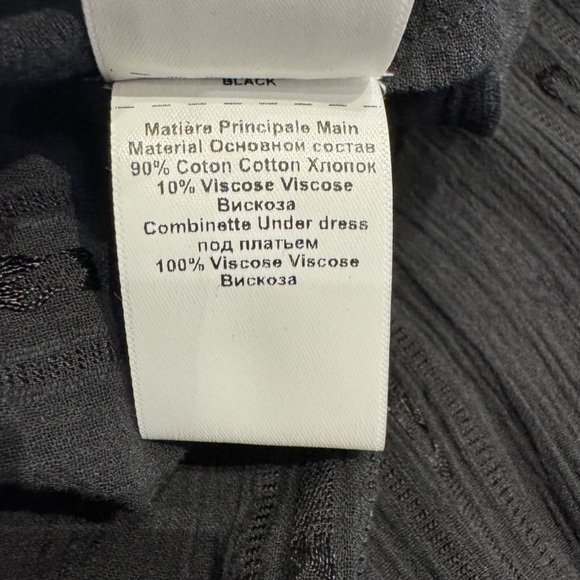 BLACK
Matière Principale Main
Material Основном состав
90% Coton Cotton Хлопок
10% Viscose Viscose
Вискоза
Combinette Under dress
под платьем
100% Viscose Viscose
Вискоза